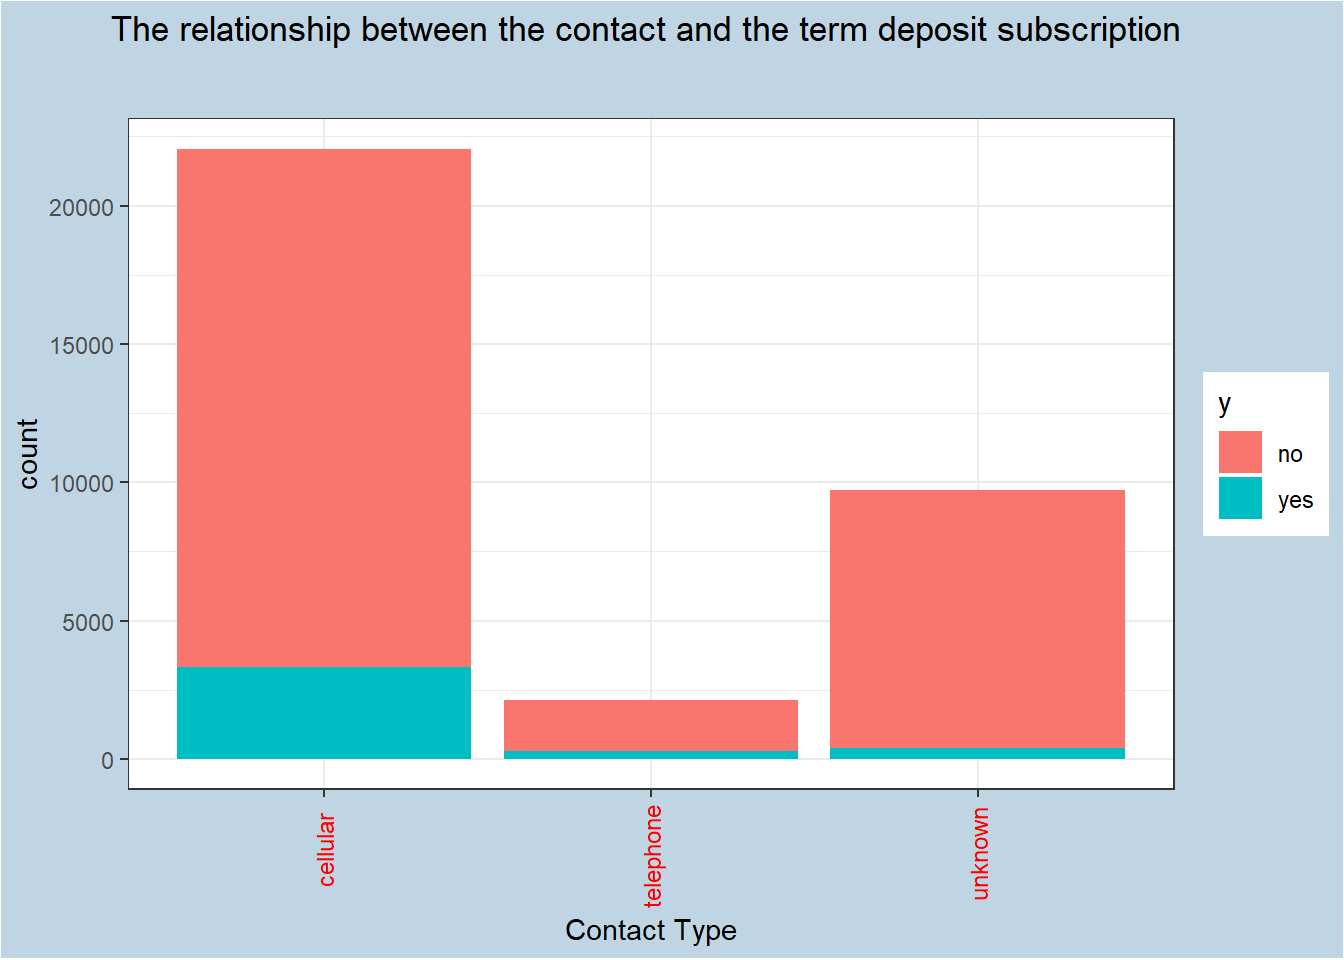 The relationship between the contact and the term deposit subscription
20000
15000
10000
5000
0
count
cellular
telephone
unknown
Contact Type
y
no
yes